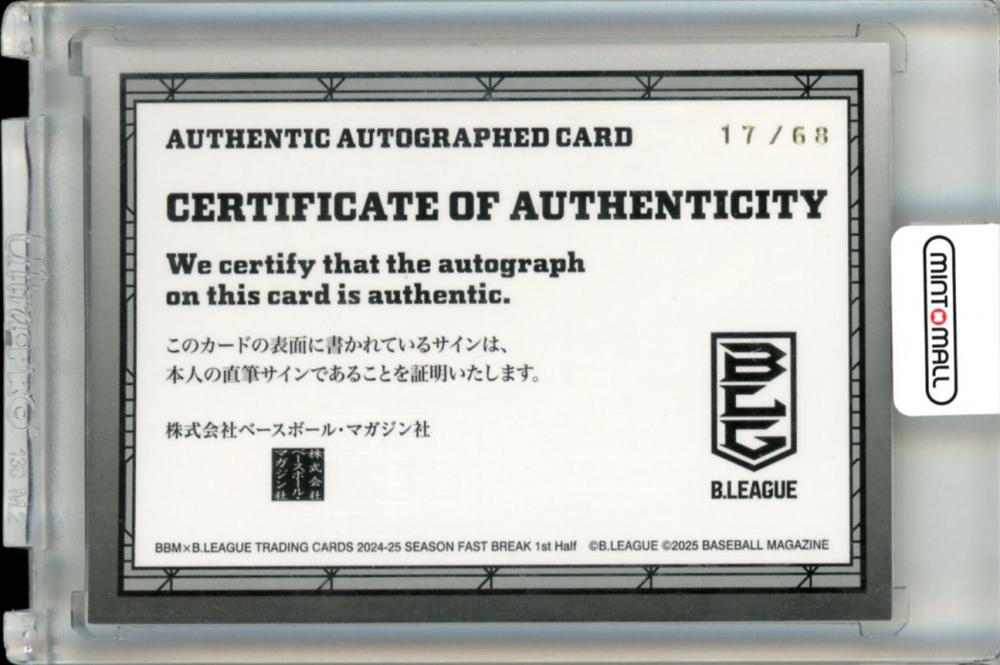 AUTHENTIC AUTOGRAPHED CARD
17/68
CERTIFICATE OF AUTHENTICITY
We certify that the autograph
on this card is authentic.
このカードの表面に書かれているサインは、
本人の直筆サインであることを証明いたします。
株式会社ベースボール・マガジン社
株式会社
ベースボール・
マガジン社
BLG
B.LEAGUE
BBM×B.LEAGUE TRADING CARDS 2024-25 SEASON FAST BREAK 1st Half ©B.LEAGUE ©2025 BASEBALL MAGAZINE
MINT MALL
130